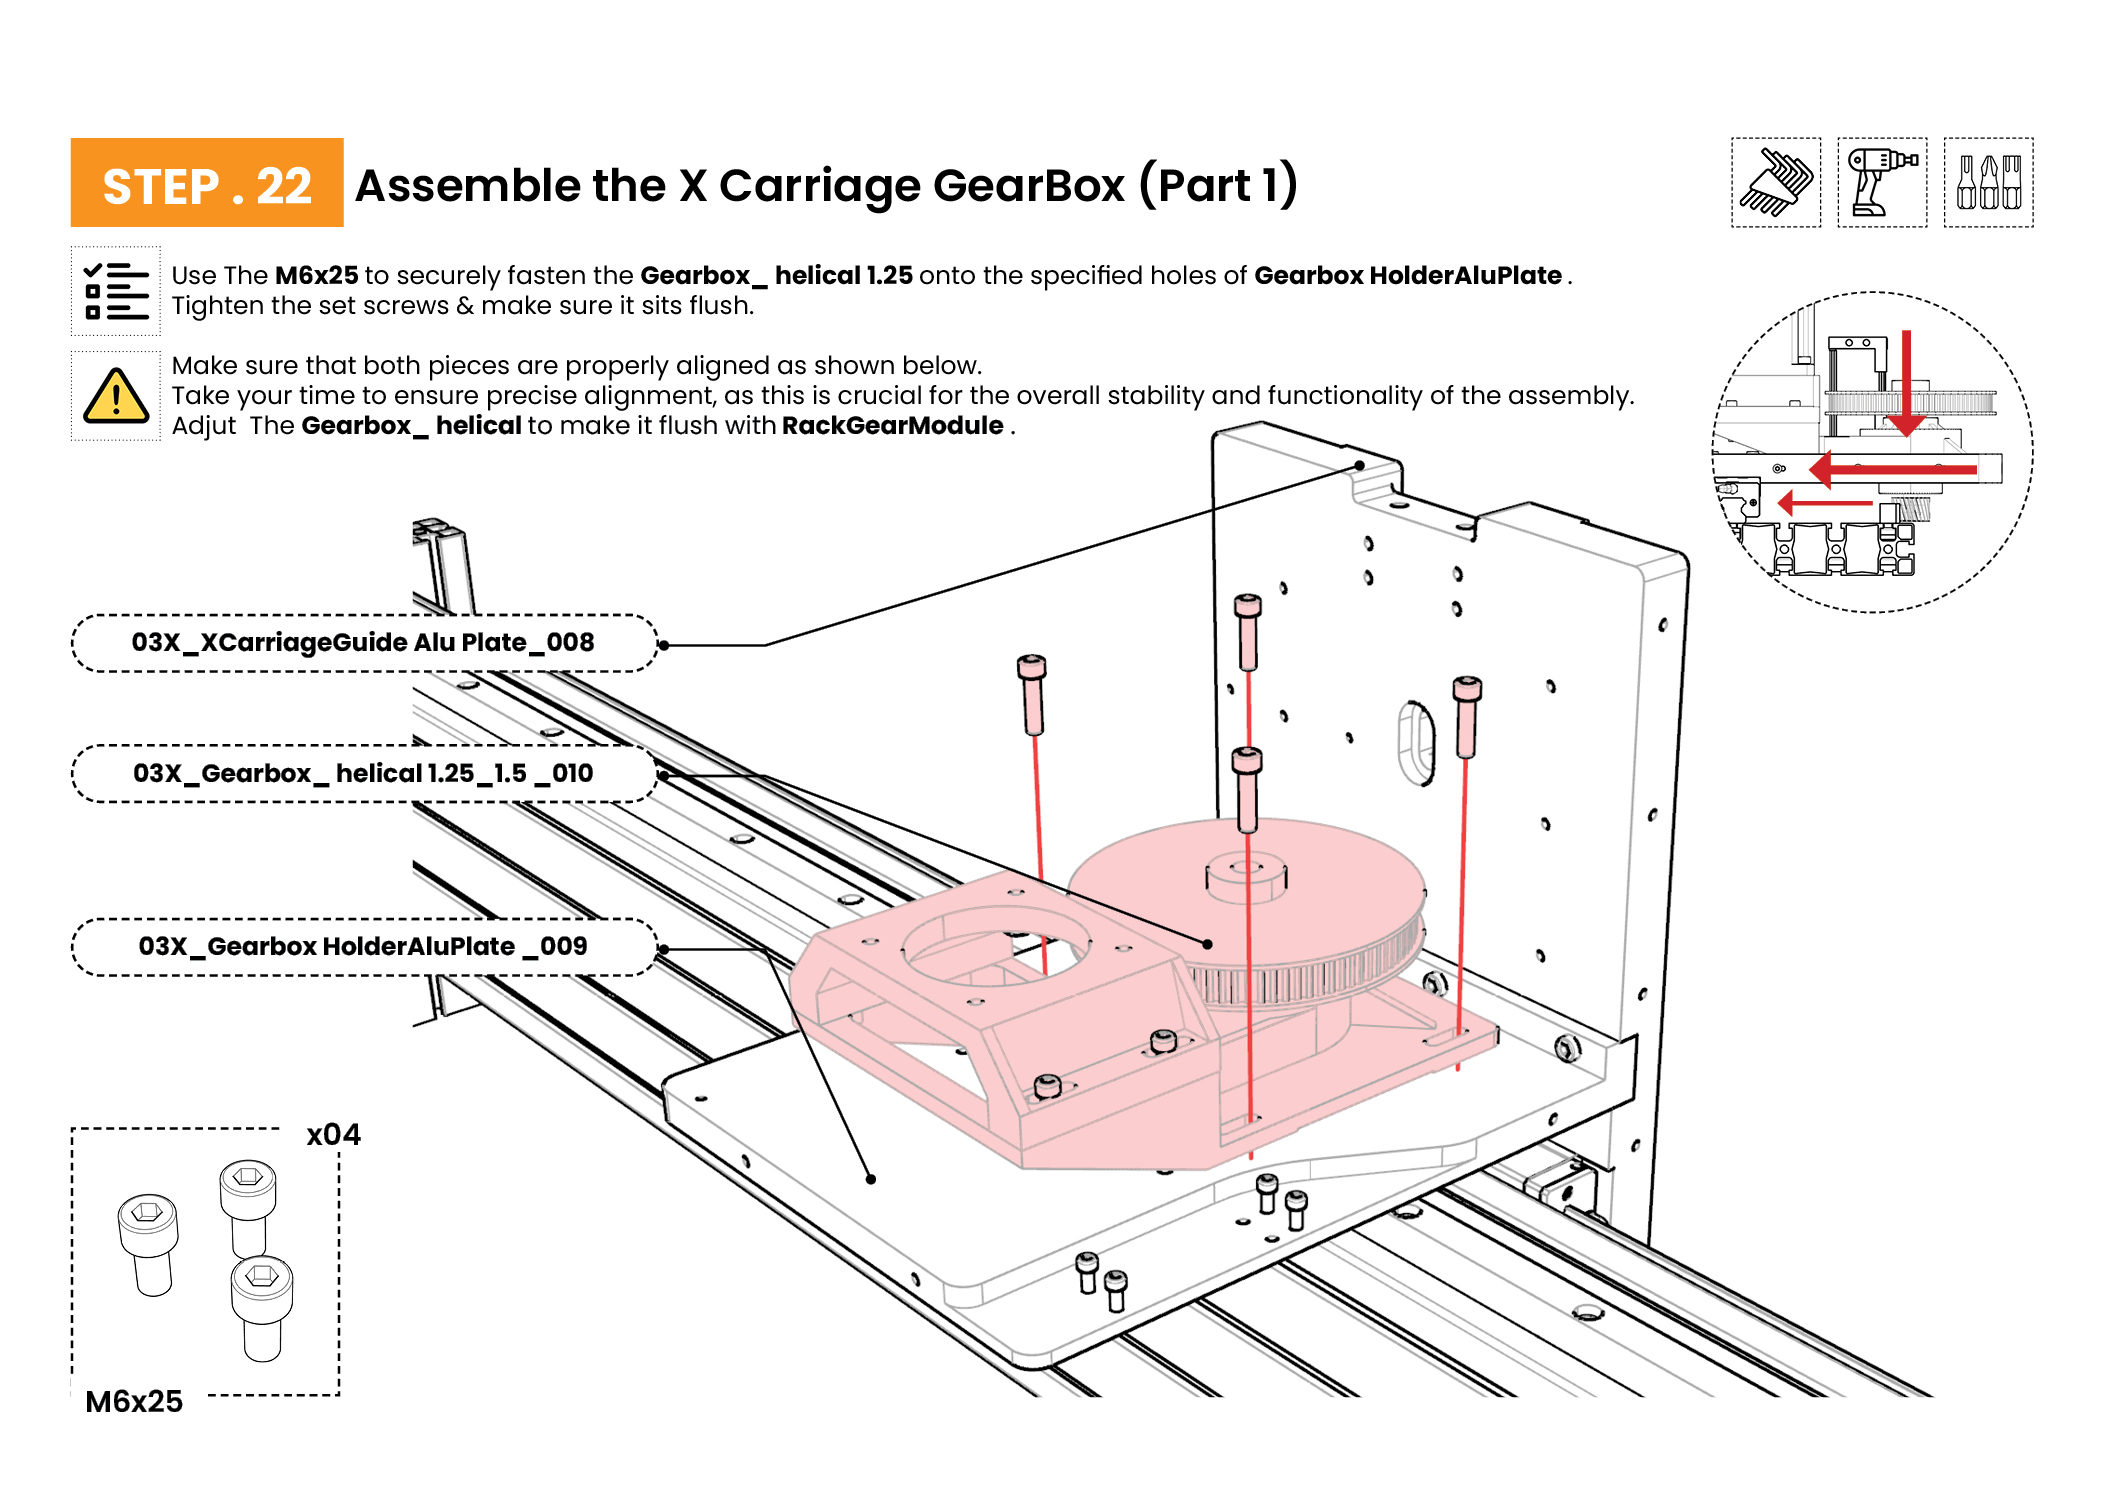 STEP . 22 Assemble the X Carriage GearBox (Part 1)
Use The M6x25 to securely fasten the Gearbox_ helical 1.25 onto the specified holes of Gearbox HolderAluPlate .
Tighten the set screws & make sure it sits flush.
Make sure that both pieces are properly aligned as shown below.
Take your time to ensure precise alignment, as this is crucial for the overall stability and functionality of the assembly.
Adjut The Gearbox_ helical to make it flush with RackGearModule .
03X_XCarriageGuide Alu Plate_008
03X_Gearbox_ helical 1.25_1.5 _010
03X_Gearbox HolderAluPlate _009
x04
M6x25